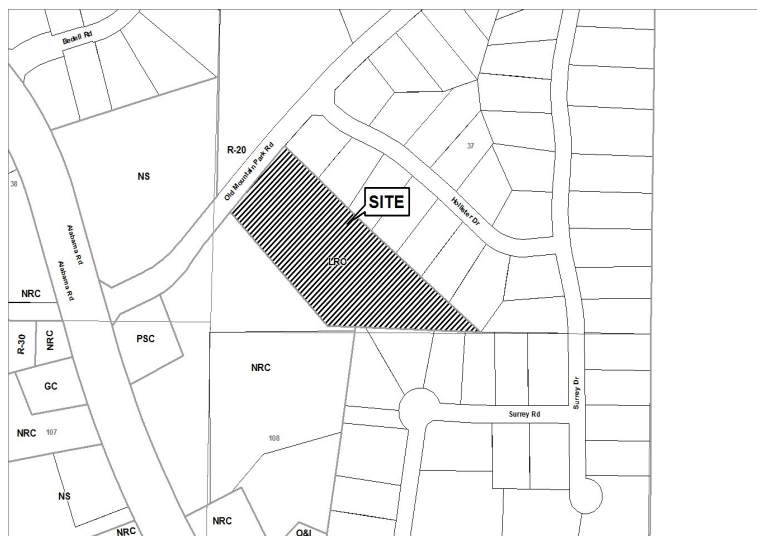 Bedell Rd
R-20
Old Mountain Park Rd
37
NS
38
SITE
Hollister Dr
Alabama Rd
Alabama Rd
LRO
NRC
R-30
NRC
PSC
NRC
GC
Surrey Dr
Surrey Rd
NRC
107
108
NS
NRC
NRC
O&I